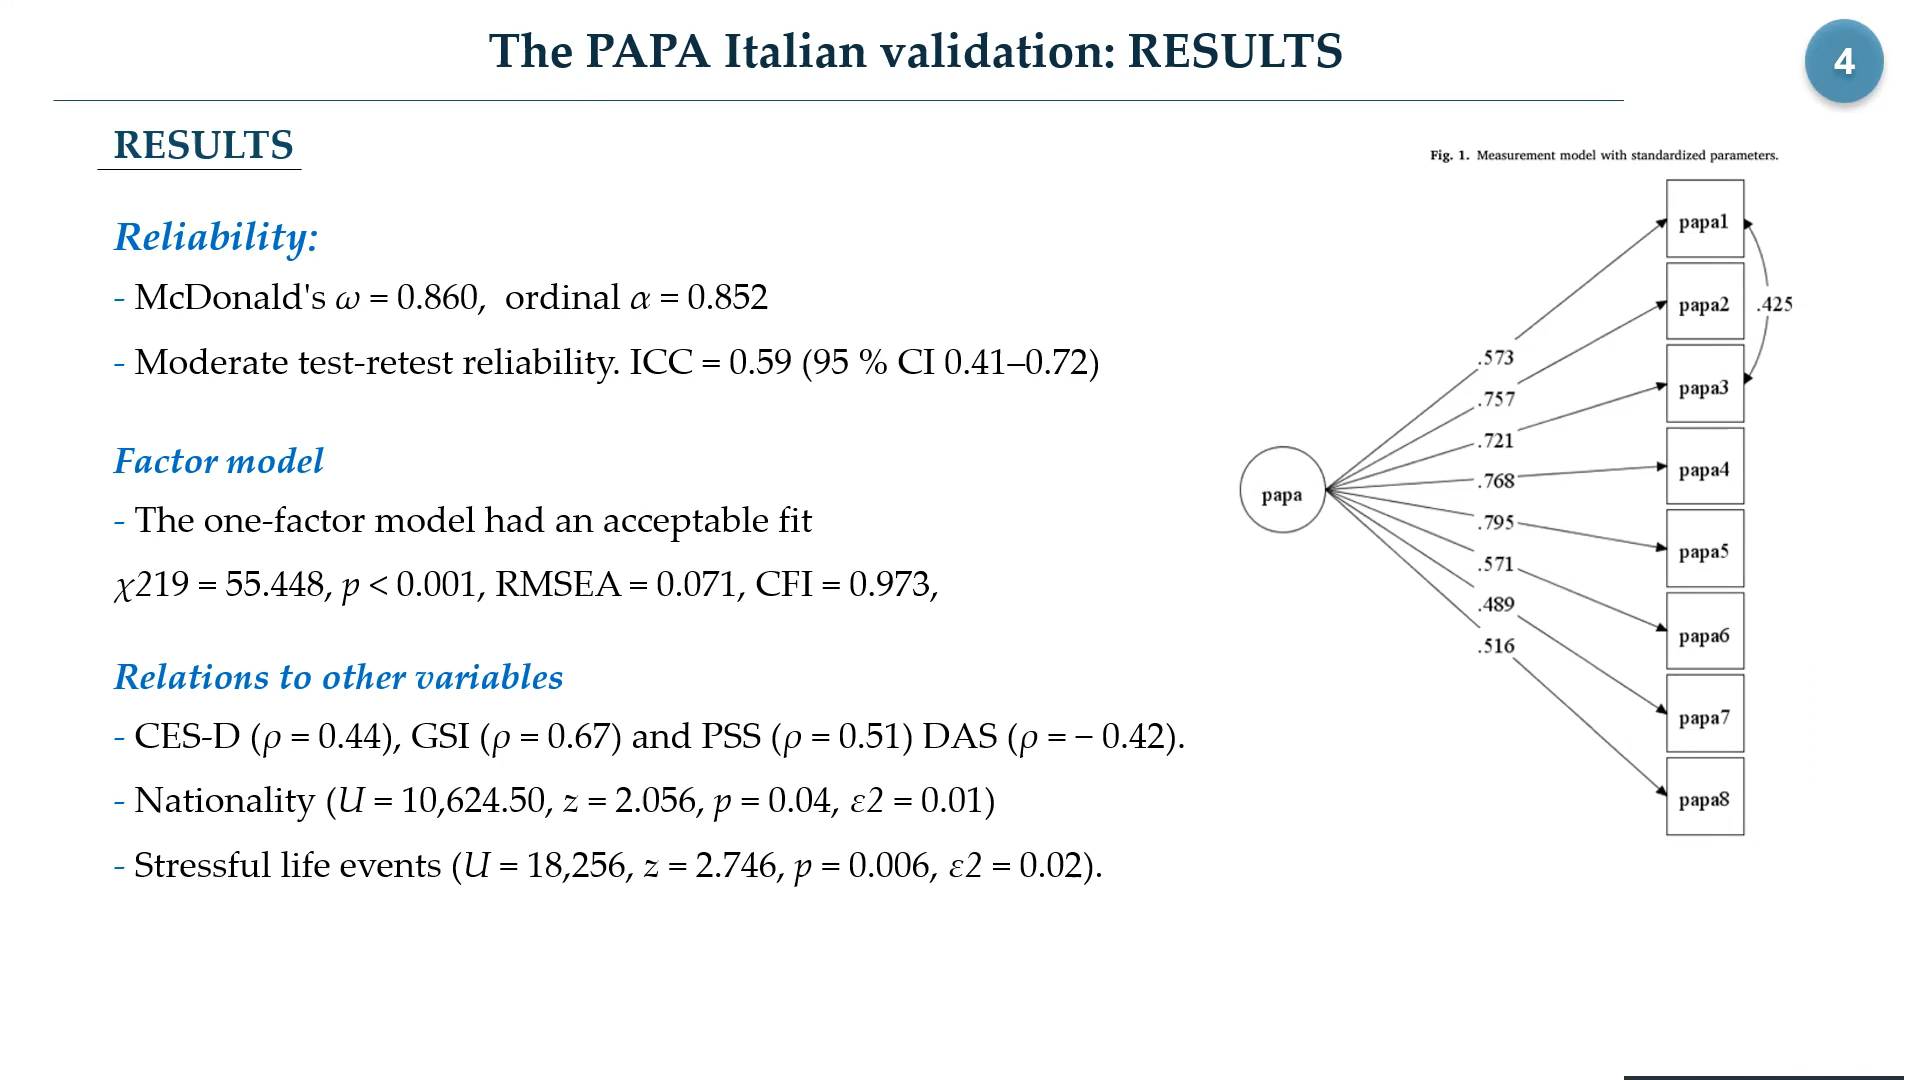 The PAPA Italian validation: RESULTS
4
RESULTS
Reliability:
- McDonald's ω = 0.860,  ordinal α = 0.852
- Moderate test-retest reliability. ICC = 0.59 (95 % CI 0.41–0.72)
Factor model
- The one-factor model had an acceptable fit
χ219 = 55.448, p < 0.001, RMSEA = 0.071, CFI = 0.973,
Relations to other variables
- CES-D (ρ = 0.44), GSI (ρ = 0.67) and PSS (ρ = 0.51) DAS (ρ = − 0.42).
- Nationality (U = 10,624.50, z = 2.056, p = 0.04, ε2 = 0.01)
- Stressful life events (U = 18,256, z = 2.746, p = 0.006, ε2 = 0.02).
Fig. 1. Measurement model with standardized parameters.
papa
.573
.757
.721
.768
.795
.571
.489
.516
papa1
papa2
papa3
papa4
papa5
papa6
papa7
papa8
.425